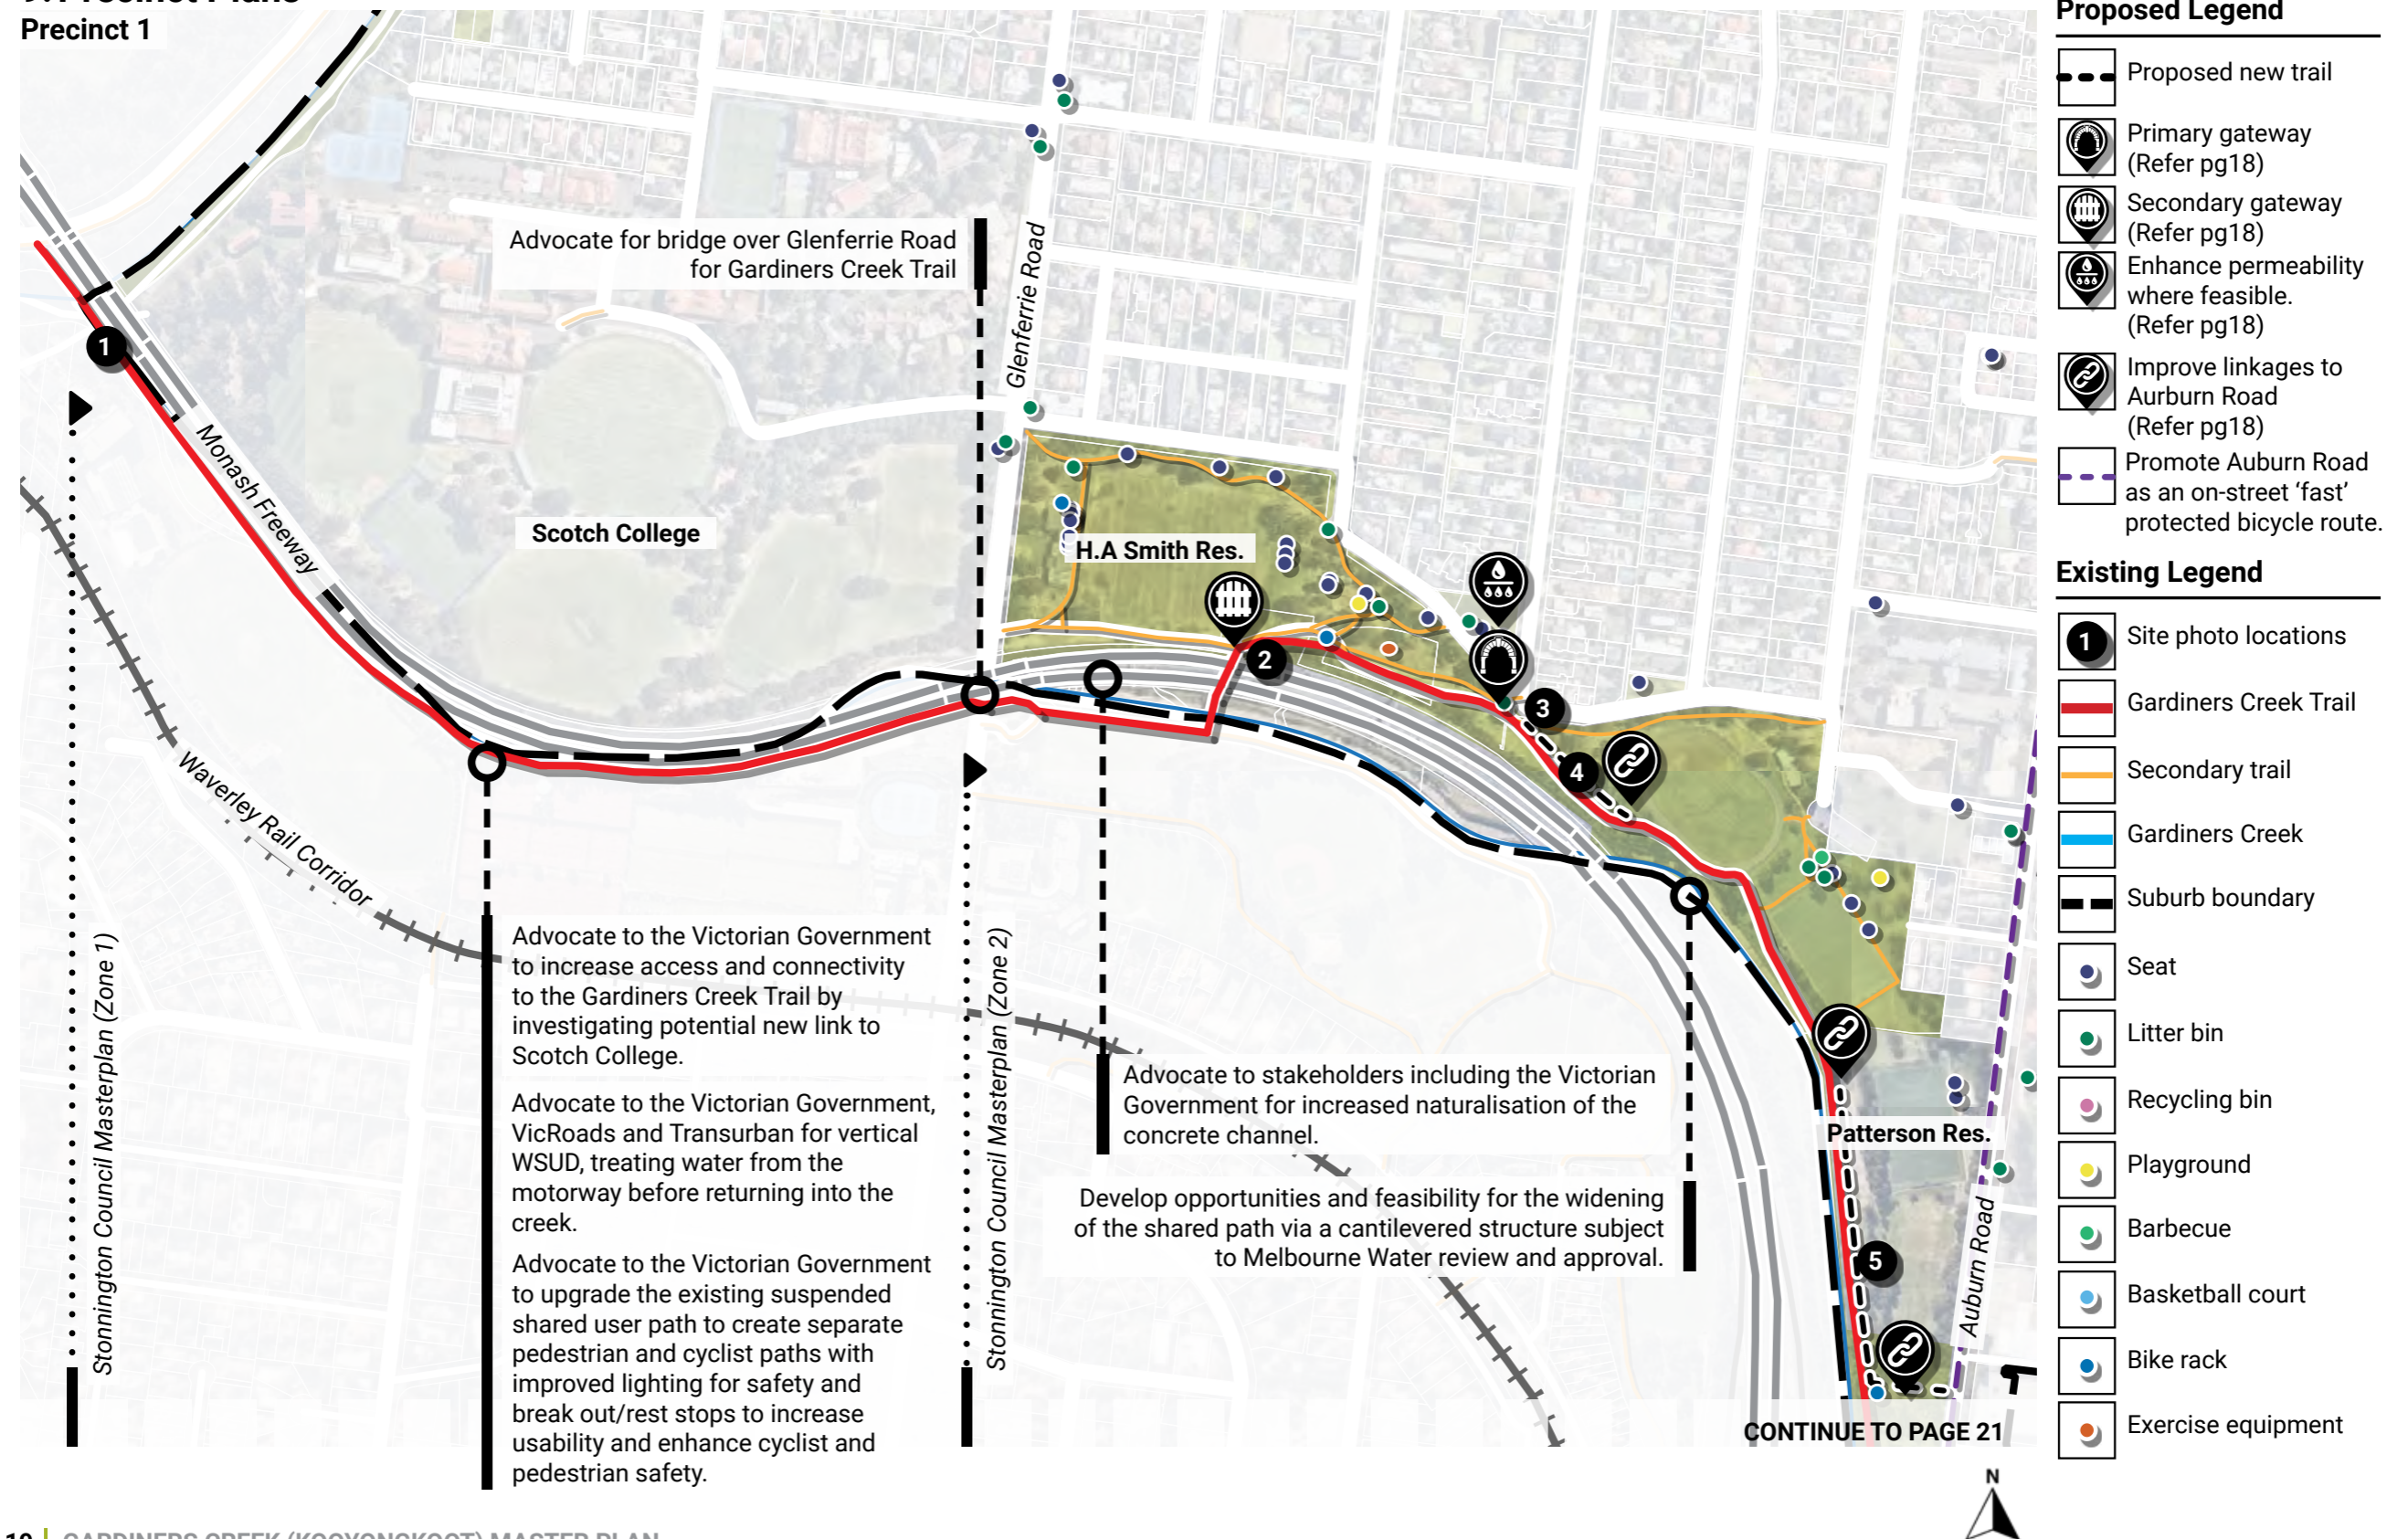 Precinct 1
Advocate for bridge over Glenferrie Road
for Gardiners Creek Trail
Glenferrie Road
1
Monash Freeway
Scotch College
H.A Smith Res.
2
3
4
Waverley Rail Corridor
Stonnington Council Masterplan (Zone 1)
Advocate to the Victorian Government
to increase access and connectivity
to the Gardiners Creek Trail by
investigating potential new link to
Scotch College.
Advocate to the Victorian Government,
VicRoads and Transurban for vertical
WSUD, treating water from the
motorway before returning into the
creek.
Advocate to the Victorian Government
to upgrade the existing suspended
shared user path to create separate
pedestrian and cyclist paths with
improved lighting for safety and
break out/rest stops to increase
usability and enhance cyclist and
pedestrian safety.
Stonnington Council Masterplan (Zone 2)
Advocate to stakeholders including the Victorian
Government for increased naturalisation of the
concrete channel.
Develop opportunities and feasibility for the widening
of the shared path via a cantilevered structure subject
to Melbourne Water review and approval.
Patterson Res.
5
Auburn Road
CONTINUE TO PAGE 21
Proposed Legend
Proposed new trail
Primary gateway
(Refer pg18)
Secondary gateway
(Refer pg18)
Enhance permeability
where feasible.
(Refer pg18)
Improve linkages to
Aurburn Road
(Refer pg18)
Promote Auburn Road
as an on-street ‘fast’
protected bicycle route.
Existing Legend
1
Site photo locations
Gardiners Creek Trail
Secondary trail
Gardiners Creek
Suburb boundary
Seat
Litter bin
Recycling bin
Playground
Barbecue
Basketball court
Bike rack
Exercise equipment
N
GARDINERS CREEK (KOOYONGKOOT) MASTER PLAN